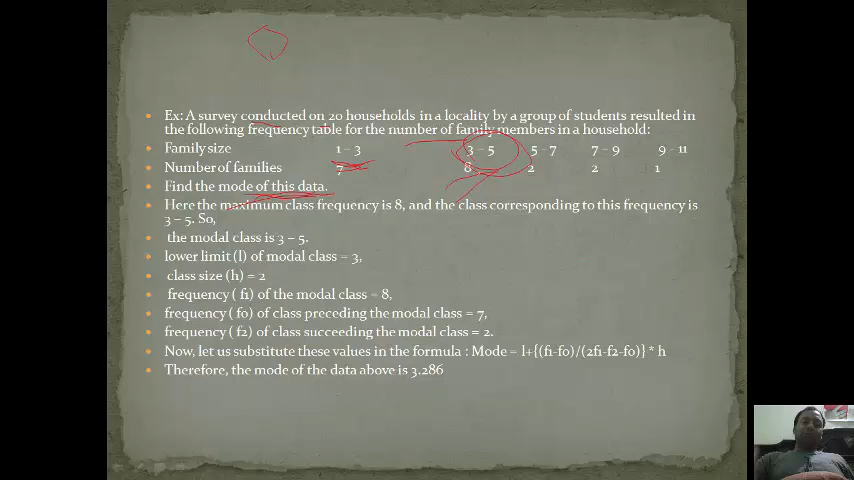 Ex: A survey conducted on 20 households in a locality by a group of students resulted in
the following frequency table for the number of family members in a household:
Family size 1 – 3 3 – 5 5 – 7 7 – 9 9 - 11
Number of families 7 8 2 2 1
Find the mode of this data.
Here the maximum class frequency is 8, and the class corresponding to this frequency is
3 – 5. So,
the modal class is 3 – 5.
lower limit (l) of modal class = 3,
class size (h) = 2
frequency ( f1) of the modal class = 8,
frequency ( f0) of class preceding the modal class = 7,
frequency ( f2) of class succeeding the modal class = 2.
Now, let us substitute these values in the formula : Mode = l+{(f1-f0)/(2f1-f2-f0)} * h
Therefore, the mode of the data above is 3.286